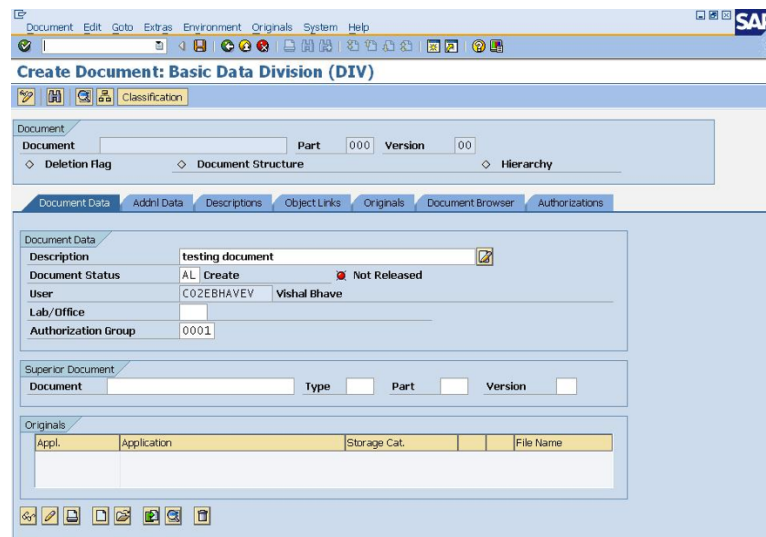 Document Edit Goto Extras Environment Originals System Help
SAP
Create Document: Basic Data Division (DIV)
Classification
Document
Document Part 000 Version 00
Deletion Flag Document Structure Hierarchy
Document Data Addnl Data Descriptions Object Links Originals Document Browser Authorizations
Document Data
Description testing document
Document Status AL Create Not Released
User C02EBHAVEV Vishal Bhave
Lab/Office
Authorization Group 0001
Superior Document
Document Type Part Version
Originals
Appl. Application Storage Cat. File Name